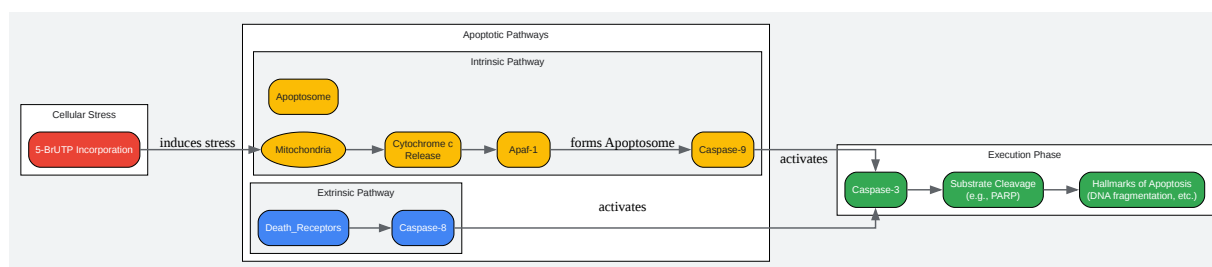 Apoptotic Pathways
Intrinsic Pathway
Apoptosome
Cellular Stress
5-BrUTP Incorporation
induces stress
Mitochondria
Cytochrome c
Release
Apaf-1
forms Apoptosome
Caspase-9
activates
Execution Phase
Caspase-3
Substrate Cleavage
(e.g., PARP)
Hallmarks of Apoptosis
(DNA fragmentation, etc.)
Extrinsic Pathway
Death_Receptors
Caspase-8
activates